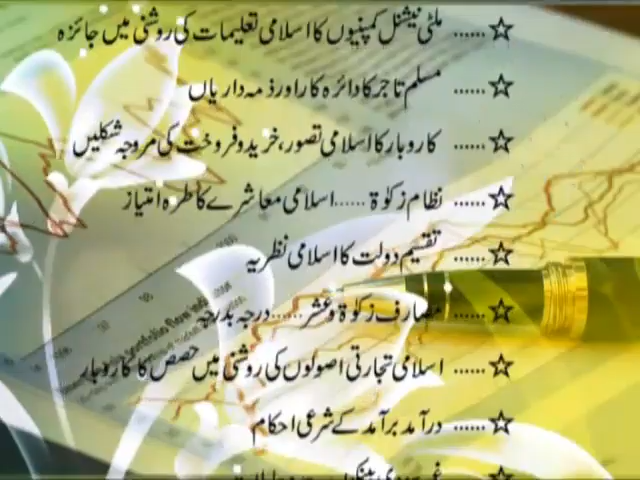 ☆ ...... ملٹی نیشنل کمپنیوں کا اسلامی تعلیمات کی روشنی میں جائزہ
☆ ...... مسلم تاجر کا دائرہ کار اور ذمہ داریاں
☆ ...... کاروبار کا اسلامی تصور، خرید و فروخت کی مروجہ شکلیں
☆ ...... نظام زکوٰۃ ...... اسلامی معاشرے کا طرہ امتیاز
☆ ...... تقسیم دولت کا اسلامی نظریہ
☆ ...... مصارف زکوٰۃ و عشر ...... درجہ بدرجہ
☆ ...... اسلامی تجارتی اصولوں کی روشنی میں حصص کا کاروبار
☆ ...... درآمد برآمد کے شرعی احکام